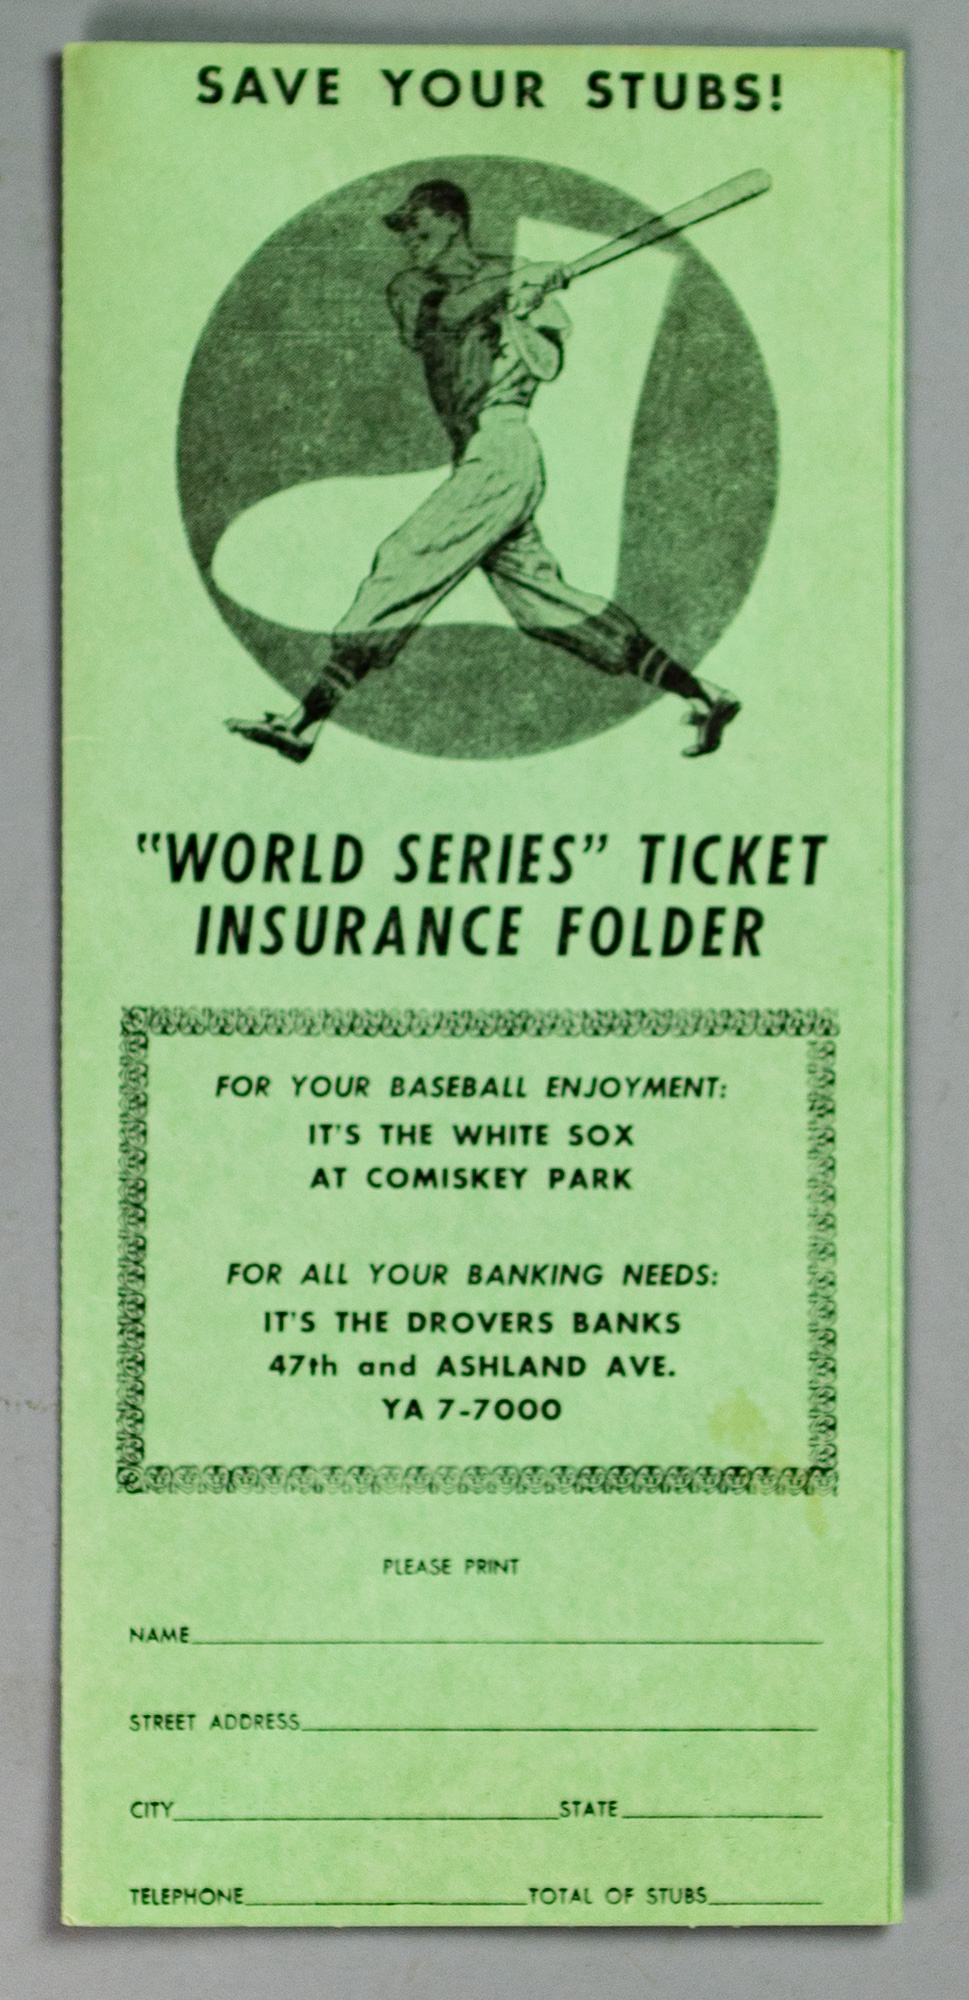 SAVE YOUR STUBS!
"WORLD SERIES" TICKET
INSURANCE FOLDER
FOR YOUR BASEBALL ENJOYMENT:
IT'S THE WHITE SOX
AT COMISKEY PARK
FOR ALL YOUR BANKING NEEDS:
IT'S THE DROVERS BANKS
47th and ASHLAND AVE.
YA 7-7000
PLEASE PRINT
NAME
STREET ADDRESS
CITY STATE
TELEPHONE TOTAL OF STUBS